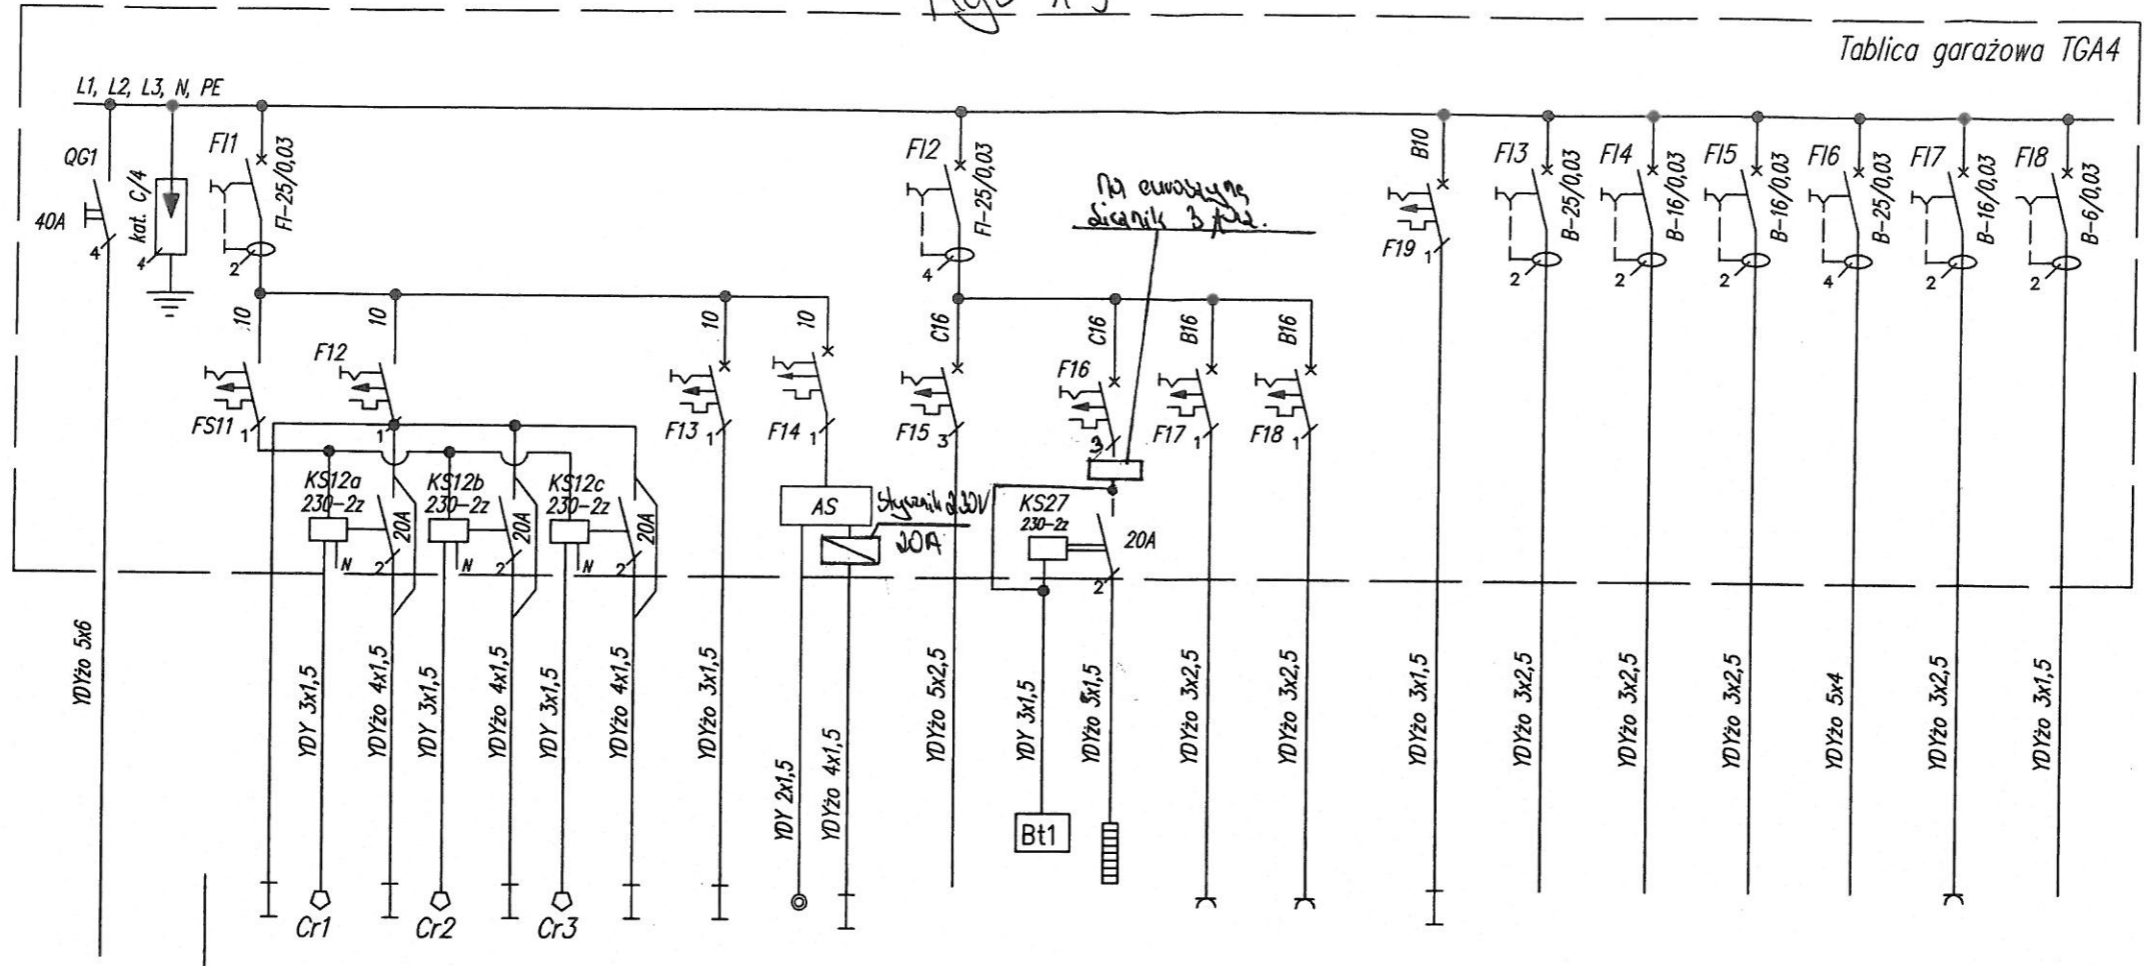 Tablica garażowa TGA4
L1, L2, L3, N, PE
QG1
40A
4
kat. C/4
4
FI1
FI-25/0,03
2
FI2
FI-25/0,03
4
licznik 3
B10
F19
1
FI3
B-25/0,03
2
FI4
B-16/0,03
2
FI5
B-16/0,03
2
FI6
B-25/0,03
4
FI7
B-16/0,03
2
FI8
B-6/0,03
2
10
FS11
1
10
F12
1
10
F13
1
10
F14
1
C16
F15
3
C16
F16
3
B16
F17
1
B16
F18
1
KS12a
230-2z
N
20A
2
KS12b
230-2z
N
20A
2
KS12c
230-2z
N
20A
2
AS
Stycznik 230V
20A
KS27
230-2z
20A
2
YDYżo 5x6
YDY 3x1,5
YDYżo 4x1,5
YDY 3x1,5
YDYżo 4x1,5
YDY 3x1,5
YDYżo 4x1,5
YDYżo 3x1,5
YDY 2x1,5
YDYżo 4x1,5
YDYżo 5x2,5
YDY 3x1,5
YDYżo 5x1,5
YDYżo 3x2,5
YDYżo 3x2,5
YDYżo 3x1,5
YDYżo 3x2,5
YDYżo 3x2,5
YDYżo 3x2,5
YDYżo 5x4
YDYżo 3x2,5
YDYżo 3x1,5
Bt1
Cr1
Cr2
Cr3